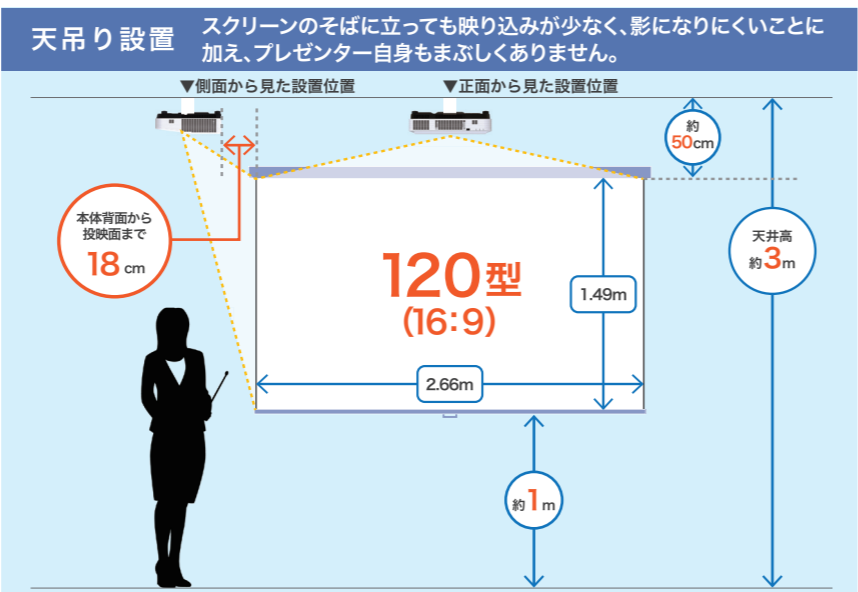 天吊り設置
スクリーンのそばに立っても映り込みが少なく、影になりにくいことに
加え、プレゼンター自身もまぶしくありません。
▼側面から見た設置位置
▼正面から見た設置位置
約
50cm
本体背面から
投映面まで
18 cm
天井高
約3m
120型
(16:9)
1.49m
2.66m
約1m